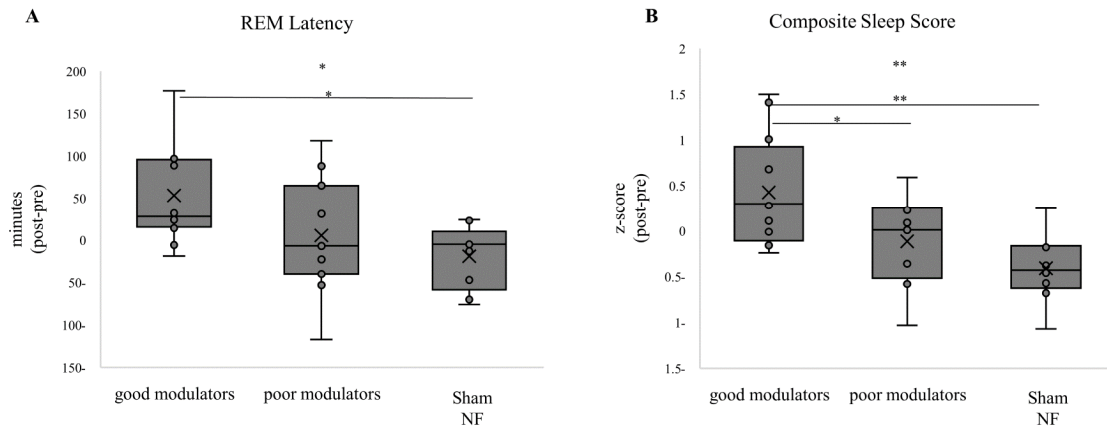 A
REM Latency
*
*
200
150
100
50
0
50-
100-
150-
minutes
(post-pre)
good modulators
poor modulators
Sham
NF
B
Composite Sleep Score
**
**
*
2
1.5
1
0.5
0
0.5-
1-
1.5-
z-score
(post-pre)
good modulators
poor modulators
Sham
NF